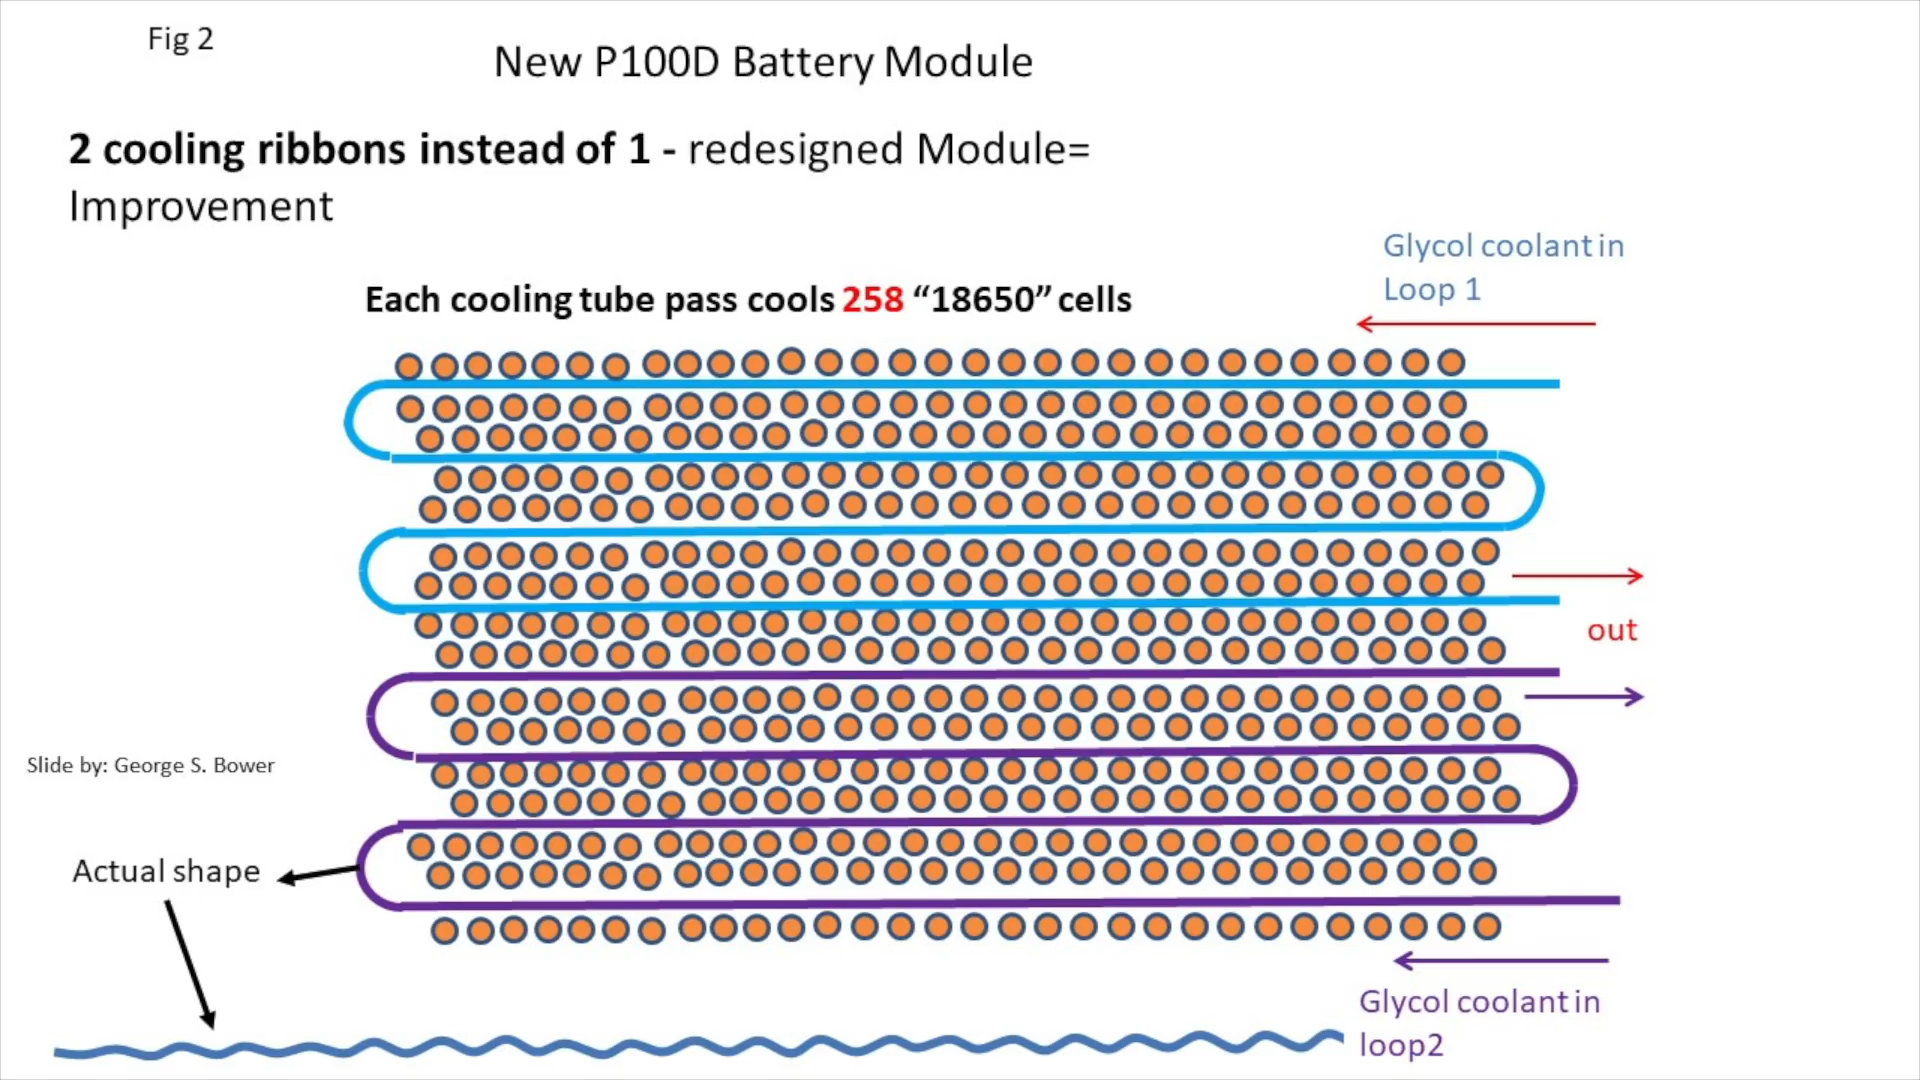 Fig 2
New P100D Battery Module
2 cooling ribbons instead of 1 - redesigned Module=
Improvement
Glycol coolant in
Loop 1
Each cooling tube pass cools 258 “18650” cells
out
Slide by: George S. Bower
Actual shape
Glycol coolant in
loop2